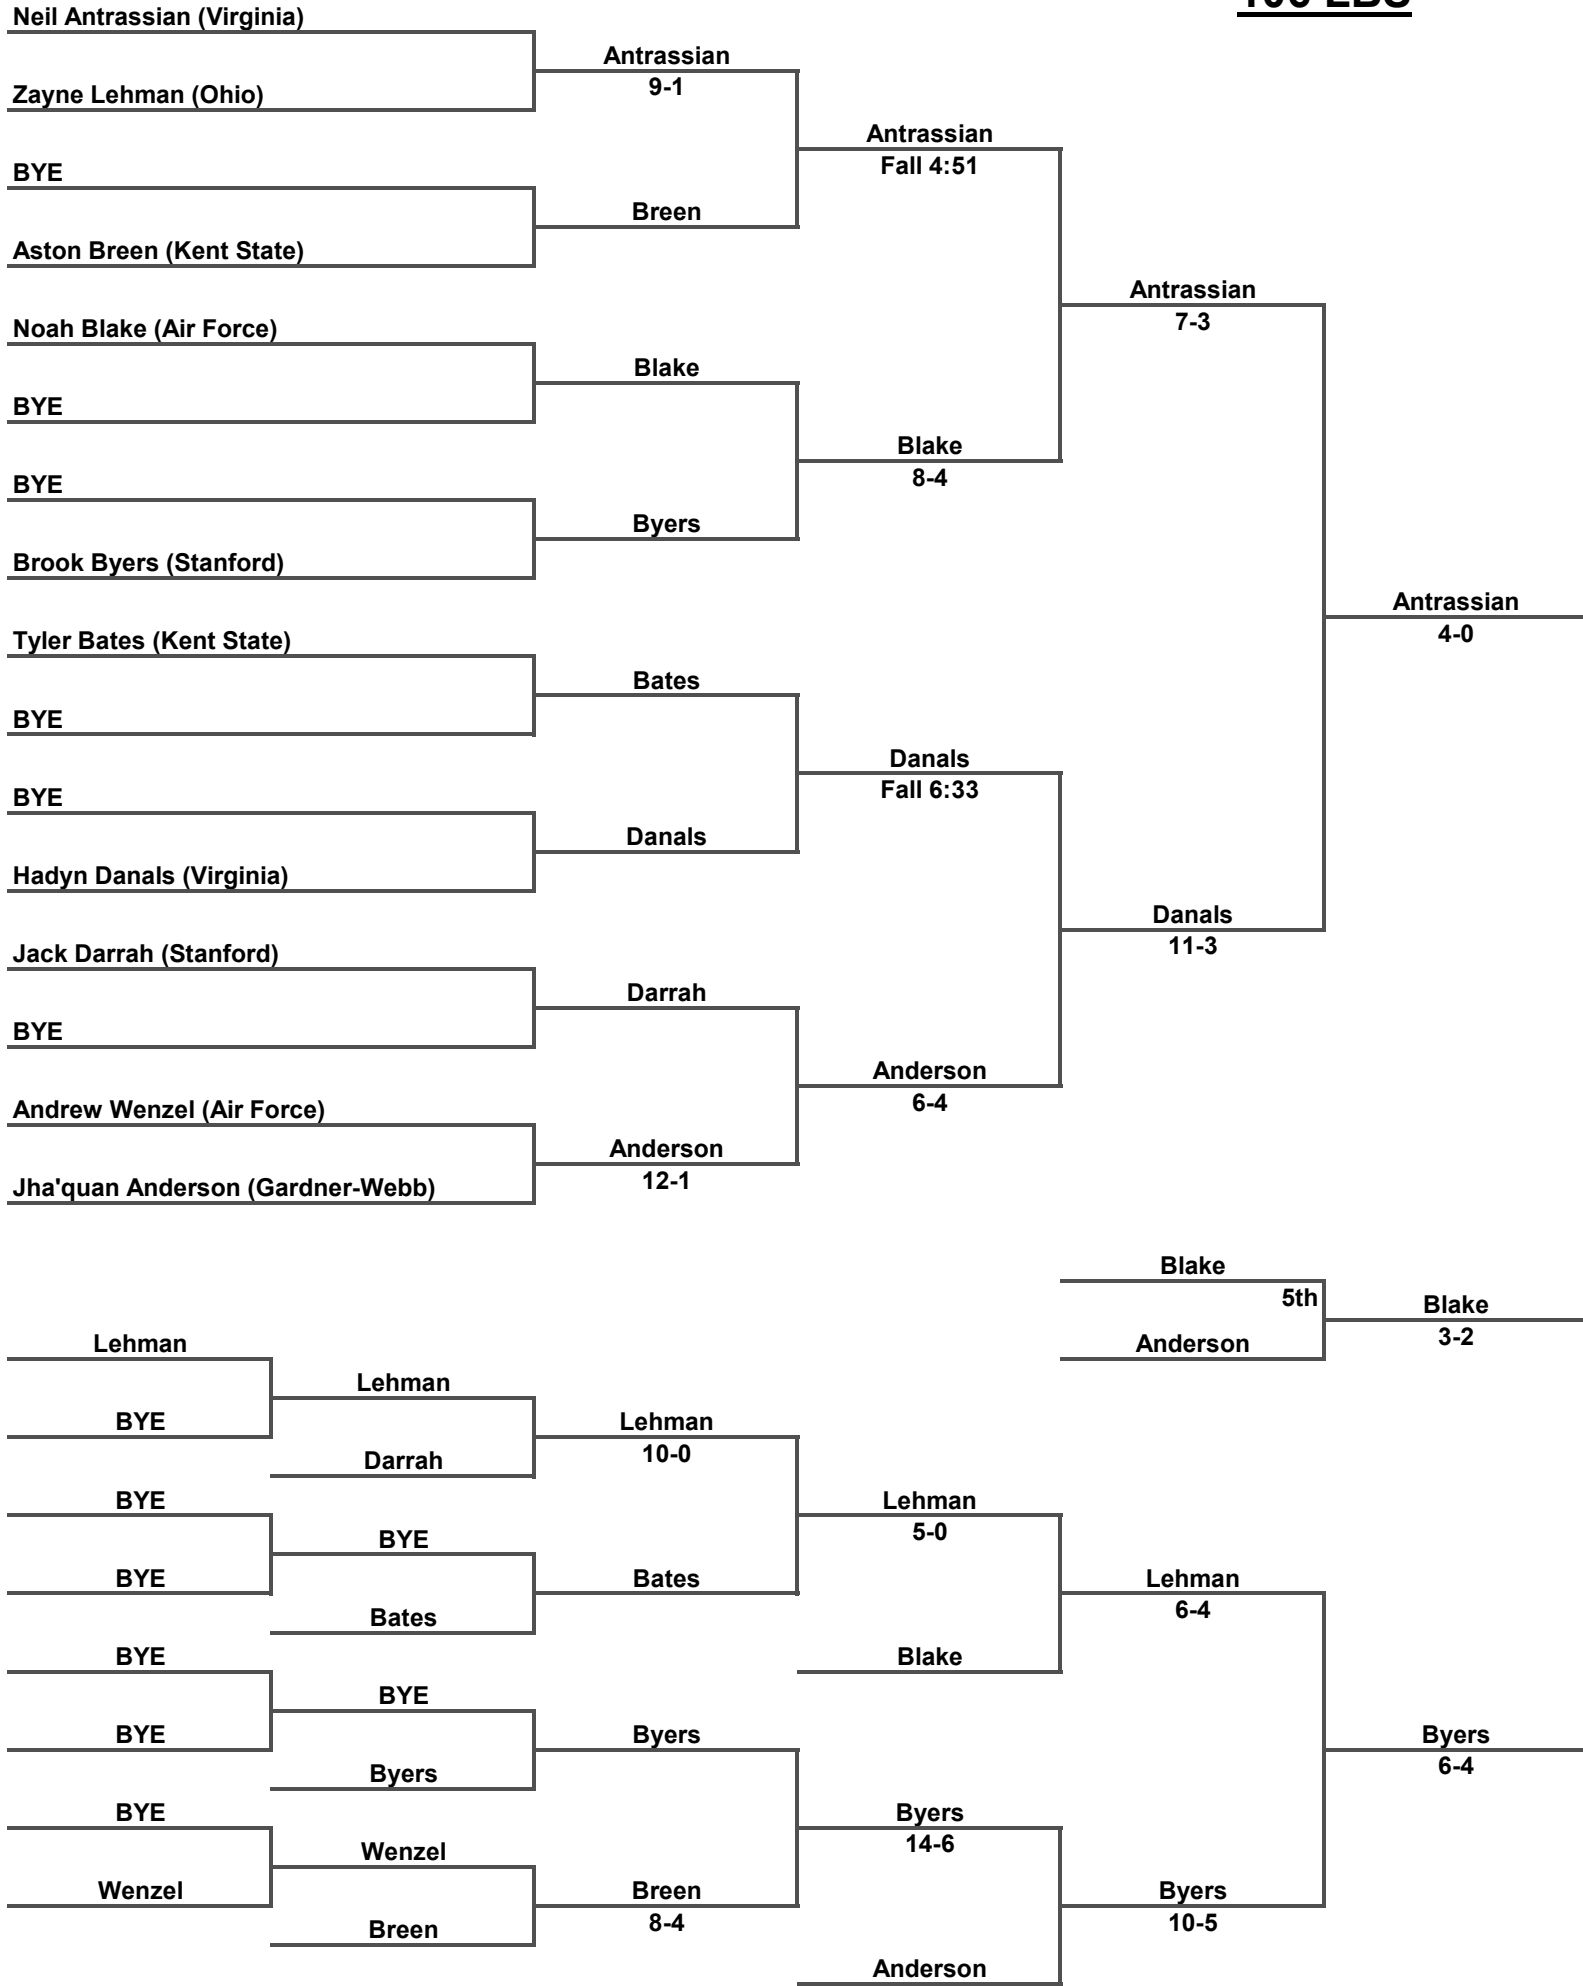 Neil Antrassian (Virginia)
Antrassian
9-1
Zayne Lehman (Ohio)
Antrassian
Fall 4:51
BYE
Breen
Aston Breen (Kent State)
Antrassian
7-3
Noah Blake (Air Force)
Blake
BYE
Blake
8-4
BYE
Byers
Brook Byers (Stanford)
Antrassian
4-0
Tyler Bates (Kent State)
Bates
BYE
Danals
Fall 6:33
BYE
Danals
Hadyn Danals (Virginia)
Danals
11-3
Jack Darrah (Stanford)
Darrah
BYE
Anderson
6-4
Andrew Wenzel (Air Force)
Anderson
12-1
Jha'quan Anderson (Gardner-Webb)
Blake
5th
Blake
3-2
Anderson
Lehman
Lehman
BYE
Lehman
10-0
Darrah
BYE
Lehman
5-0
BYE
BYE
Bates
Lehman
6-4
Bates
BYE
Blake
BYE
BYE
Byers
Byers
6-4
Byers
BYE
Byers
14-6
Wenzel
Wenzel
Breen
8-4
Byers
10-5
Breen
Anderson